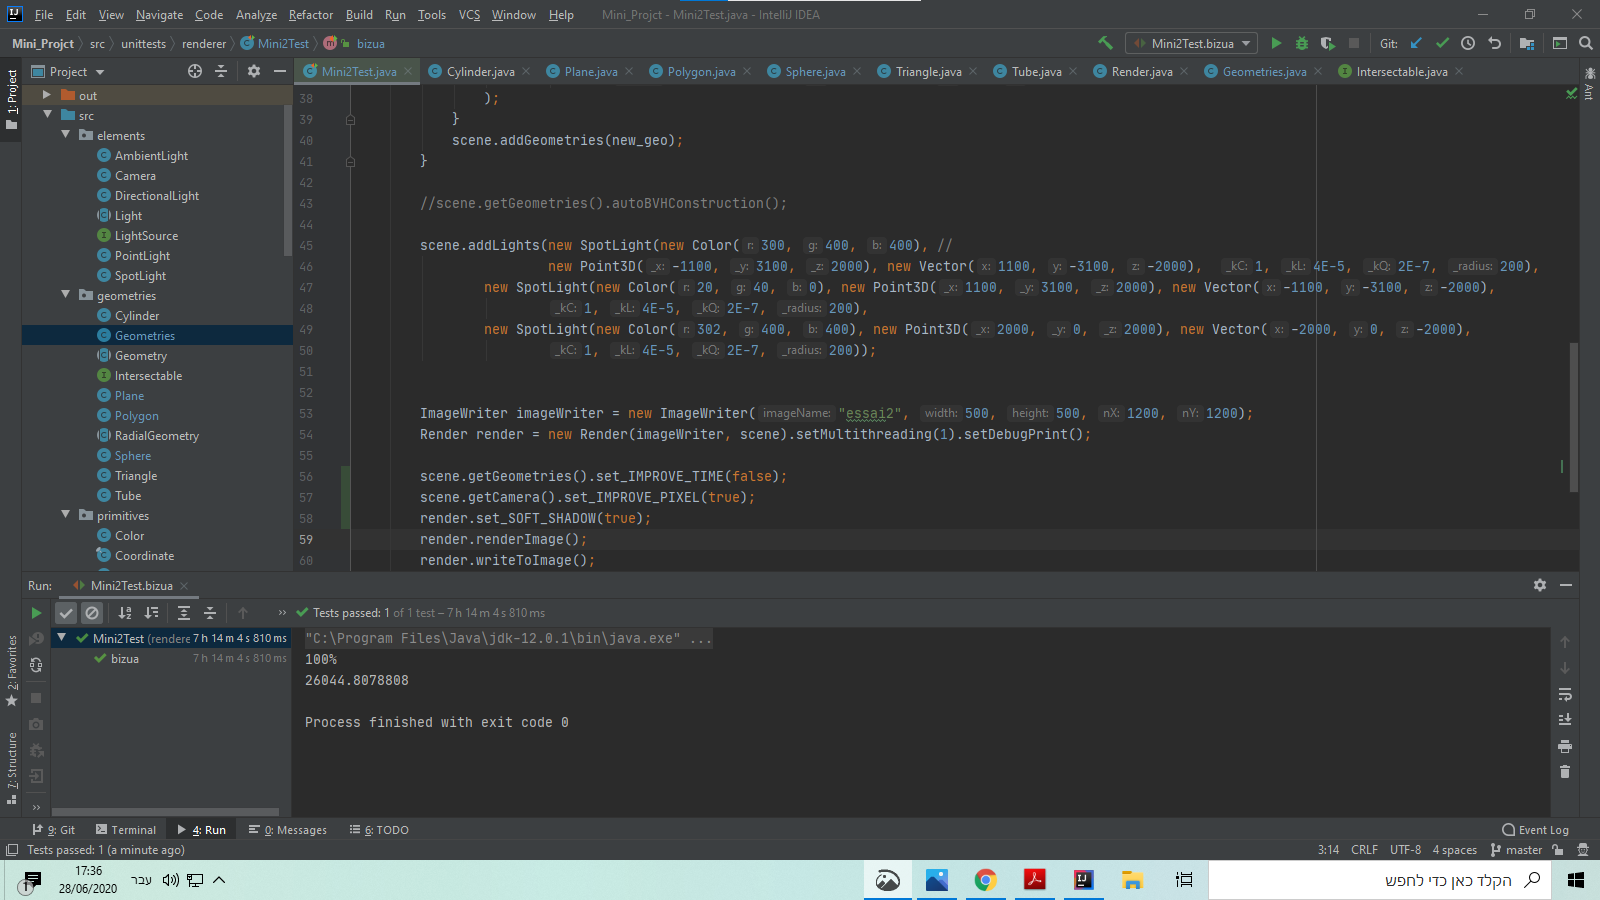 File Edit View Navigate Code Analyze Refactor Build Run Tools VCS Window Help Mini_Projct - Mini2Test.java - IntelliJ IDEA
Mini_Projct src unittests renderer Mini2Test bizua Mini2Test.bizua Git:
1: Project
Project
Mini2Test.java Cylinder.java Plane.java Polygon.java Sphere.java Triangle.java Tube.java Render.java Geometries.java Intersectable.java
Ant
out
src
elements
AmbientLight
Camera
DirectionalLight
Light
LightSource
PointLight
SpotLight
geometries
Cylinder
Geometries
Geometry
Intersectable
Plane
Polygon
RadialGeometry
Sphere
Triangle
Tube
primitives
Color
Coordinate
38 );
39 }
40 scene.addGeometries(new_geo);
41 }
42
43 //scene.getGeometries().autoBVHConstruction();
44
45 scene.addLights(new SpotLight(new Color( r: 300, g: 400, b: 400), //
46 new Point3D( _x: -1100, _y: 3100, _z: 2000), new Vector( x: 1100, y: -3100, z: -2000), _kC: 1, _kL: 4E-5, _kQ: 2E-7, _radius: 200),
47 new SpotLight(new Color( r: 20, g: 40, b: 0), new Point3D( _x: 1100, _y: 3100, _z: 2000), new Vector( x: -1100, y: -3100, z: -2000),
48 _kC: 1, _kL: 4E-5, _kQ: 2E-7, _radius: 200),
49 new SpotLight(new Color( r: 302, g: 400, b: 400), new Point3D( _x: 2000, _y: 0, _z: 2000), new Vector( x: -2000, y: 0, z: -2000),
50 _kC: 1, _kL: 4E-5, _kQ: 2E-7, _radius: 200));
51
52
53 ImageWriter imageWriter = new ImageWriter( imageName: "essai2", width: 500, height: 500, nX: 1200, nY: 1200);
54 Render render = new Render(imageWriter, scene).setMultithreading(1).setDebugPrint();
55
56 scene.getGeometries().set_IMPROVE_TIME(false);
57 scene.getCamera().set_IMPROVE_PIXEL(true);
58 render.set_SOFT_SHADOW(true);
59 render.renderImage();
60 render.writeToImage();
Run: Mini2Test.bizua
Tests passed: 1 of 1 test – 7 h 14 m 4 s 810 ms
Mini2Test (rendere 7 h 14 m 4 s 810 ms
bizua 7 h 14 m 4 s 810 ms
"C:\Program Files\Java\jdk-12.0.1\bin\java.exe" ...
100%
26044.8078808
Process finished with exit code 0
2: Favorites
7: Structure
9: Git Terminal 4: Run 0: Messages 6: TODO Event Log
Tests passed: 1 (a minute ago) 3:14 CRLF UTF-8 4 spaces master
1
17:36
28/06/2020
עבר
הקלד כאן כדי לחפש